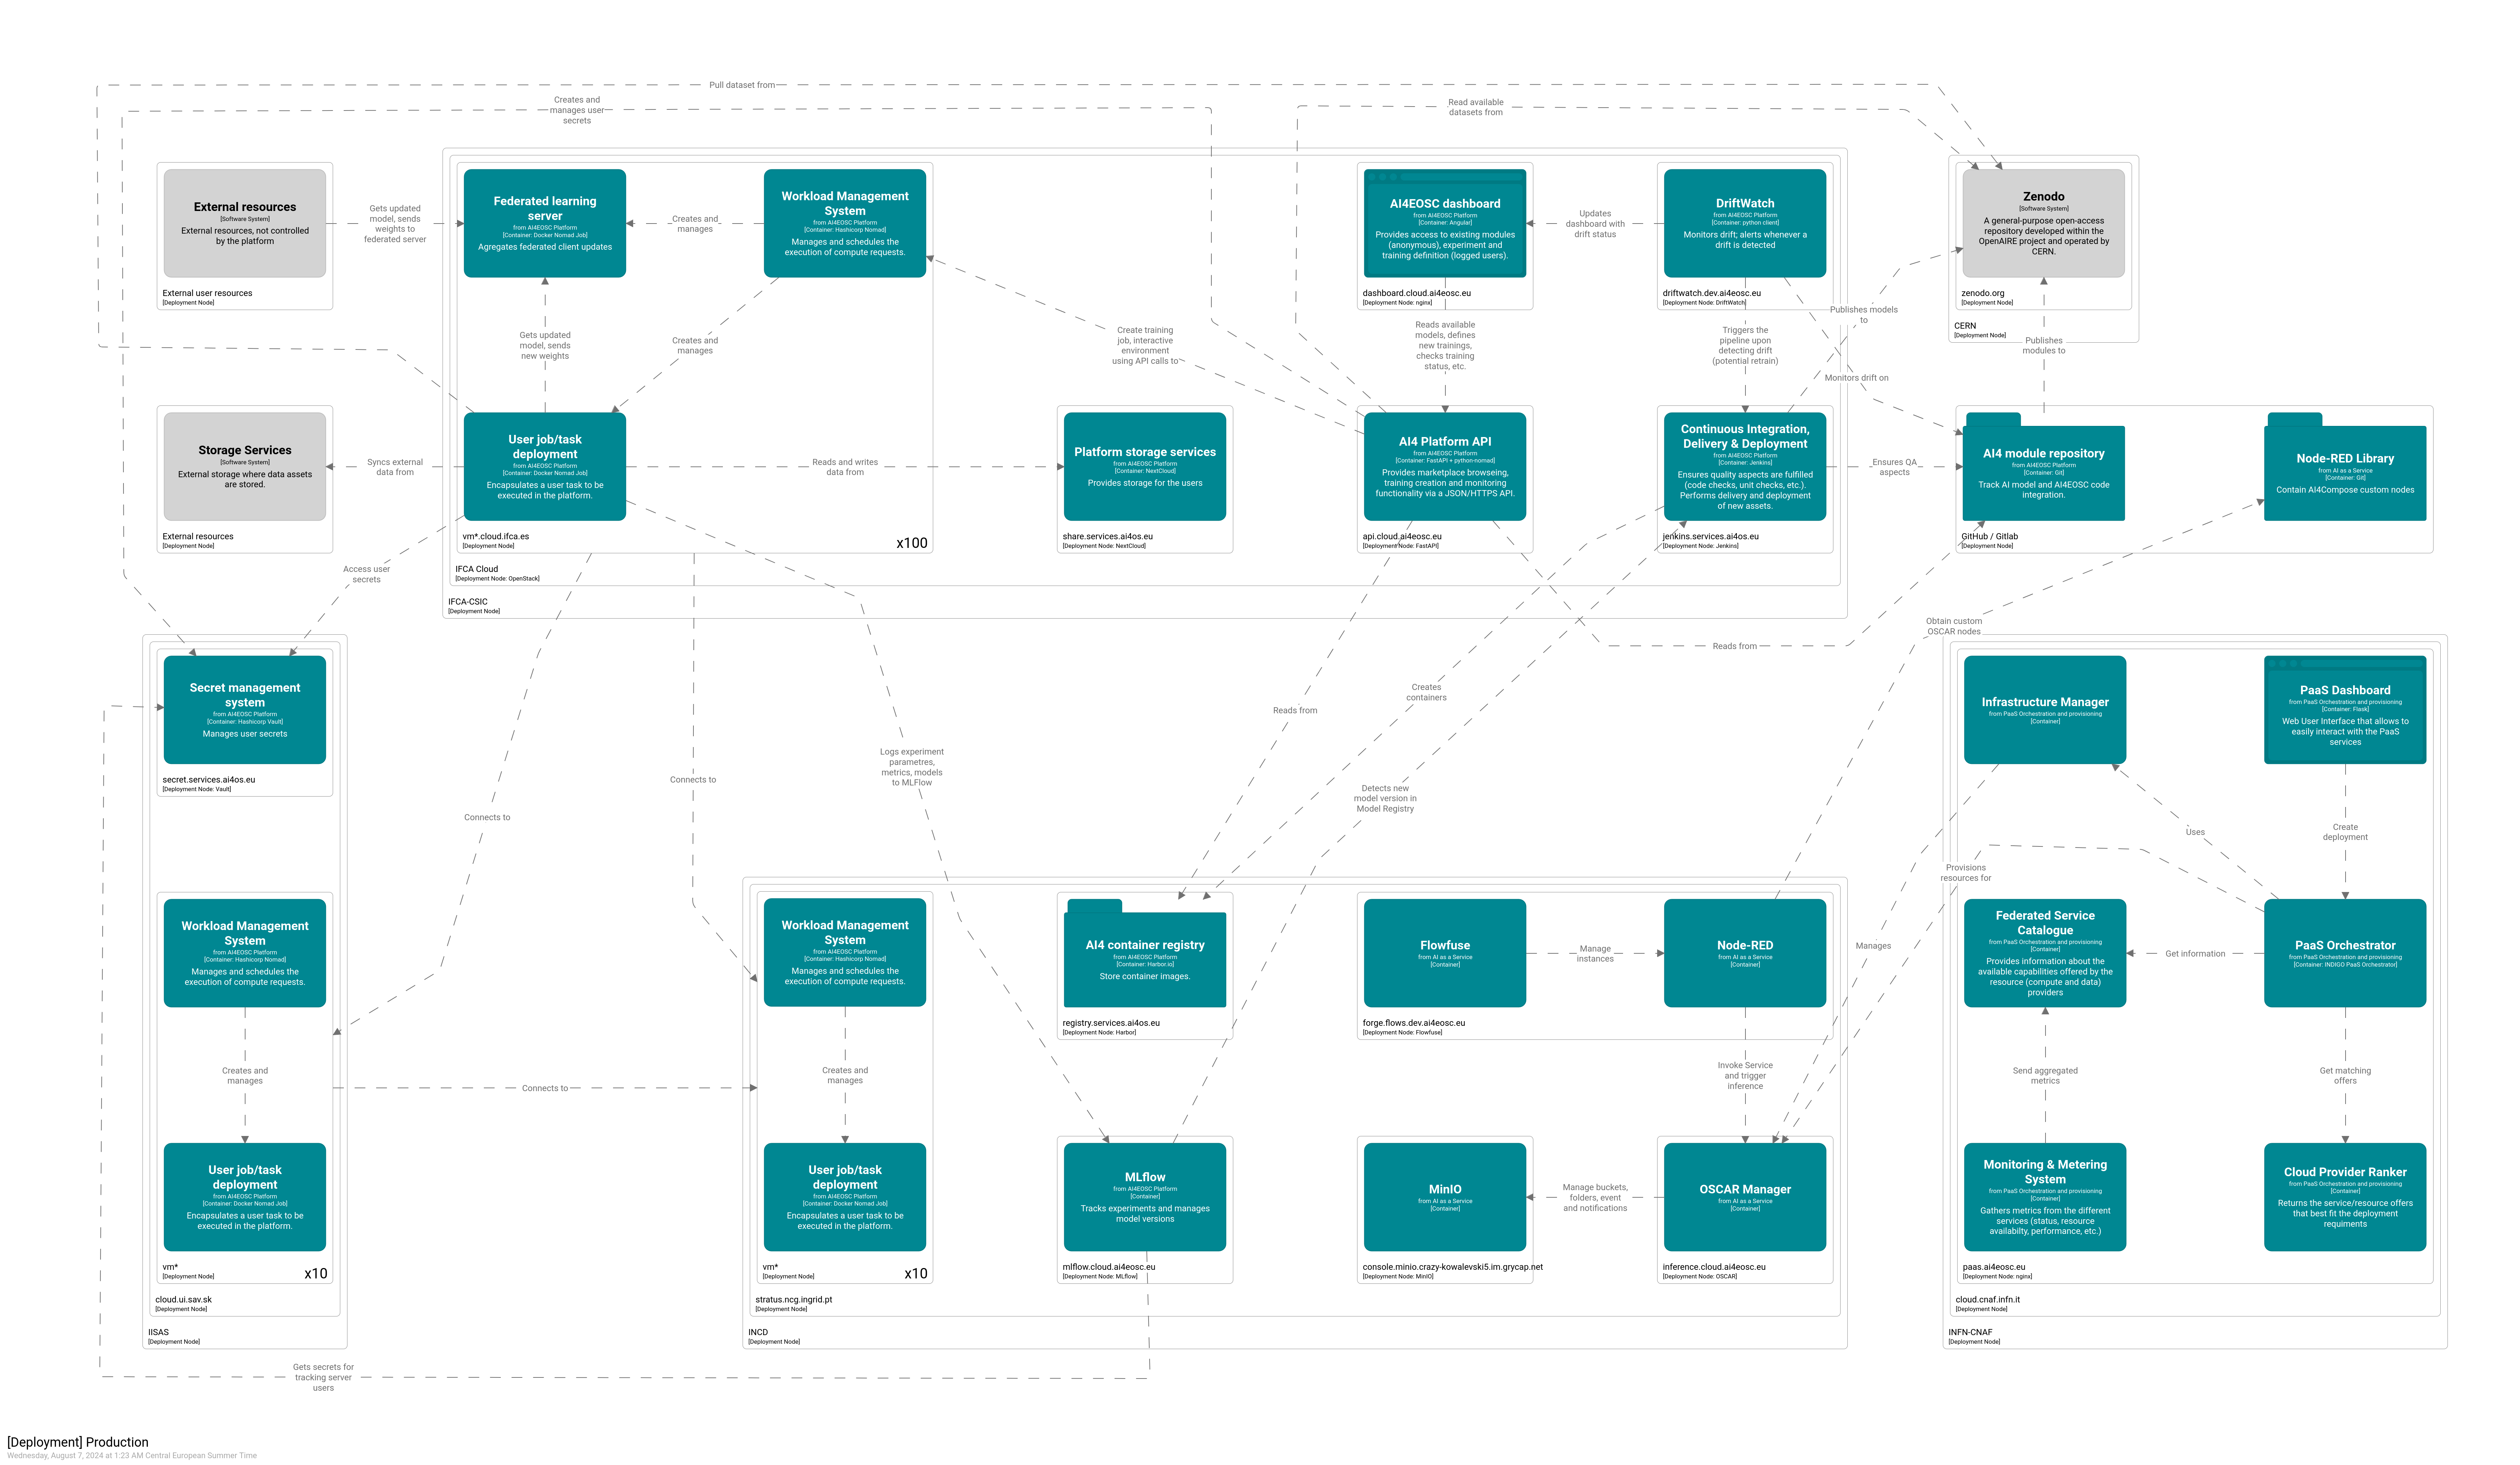 Pull dataset from
Creates and
manages user
secrets
Read available
datasets from
External resources
[Software System]
External resources, not controlled
by the platform
External user resources
[Deployment Node]
Gets updated
model, sends
weights to
federated server
Federated learning
server
from AI4EOSC Platform
[Container: Docker Nomad Job]
Agregates federated client updates
Creates and
manages
Workload Management
System
from AI4EOSC Platform
[Container: Hashicorp Nomad]
Manages and schedules the
execution of compute requests.
AI4EOSC dashboard
from AI4EOSC Platform
[Container: Angular]
Provides access to existing modules
(anonymous), experiment and
training definition (logged users).
dashboard.cloud.ai4eosc.eu
[Deployment Node: nginx]
Updates
dashboard with
drift status
DriftWatch
from AI4EOSC Platform
[Container: python client]
Monitors drift; alerts whenever a
drift is detected
driftwatch.dev.ai4eosc.eu
[Deployment Node: DriftWatch]
Zenodo
[Software System]
A general-purpose open-access
repository developed within the
OpenAIRE project and operated by
CERN.
zenodo.org
[Deployment Node]
CERN
[Deployment Node]
Gets updated
model, sends
new weights
Creates and
manages
Create training
job, interactive
environment
using API calls to
Reads available
models, defines
new trainings,
checks training
status, etc.
Triggers the
pipeline upon
detecting drift
(potential retrain)
Publishes models
to
Monitors drift on
Publishes
modules to
Storage Services
[Software System]
External storage where data assets
are stored.
External resources
[Deployment Node]
Syncs external
data from
User job/task
deployment
from AI4EOSC Platform
[Container: Docker Nomad Job]
Encapsulates a user task to be
executed in the platform.
vm*.cloud.ifca.es
[Deployment Node]
x100
IFCA Cloud
[Deployment Node: OpenStack]
IFCA-CSIC
[Deployment Node]
Reads and writes
data from
Platform storage services
from AI4EOSC Platform
[Container: NextCloud]
Provides storage for the users
share.services.ai4os.eu
[Deployment Node: NextCloud]
AI4 Platform API
from AI4EOSC Platform
[Container: FastAPI + python-nomad]
Provides marketplace browseing,
training creation and monitoring
functionality via a JSON/HTTPS API.
api.cloud.ai4eosc.eu
[Deployment Node: FastAPI]
Continuous Integration,
Delivery & Deployment
from AI4EOSC Platform
[Container: Jenkins]
Ensures quality aspects are fulfilled
(code checks, unit checks, etc.).
Performs delivery and deployment
of new assets.
jenkins.services.ai4os.eu
[Deployment Node: Jenkins]
Ensures QA
aspects
AI4 module repository
from AI4EOSC Platform
[Container: Git]
Track AI model and AI4EOSC code
integration.
GitHub / Gitlab
[Deployment Node]
Node-RED Library
from AI as a Service
[Container: Git]
Contain AI4Compose custom nodes
Access user
secrets
Obtain custom
OSCAR nodes
Reads from
Secret management
system
from AI4EOSC Platform
[Container: Hashicorp Vault]
Manages user secrets
secret.services.ai4os.eu
[Deployment Node: Vault]
Connects to
Connects to
Logs experiment
parametres,
metrics, models
to MLFlow
Reads from
Creates
containers
Detects new
model version in
Model Registry
Infrastructure Manager
from PaaS Orchestration and provisioning
[Container]
PaaS Dashboard
from PaaS Orchestration and provisioning
[Container: Flask]
Web User Interface that allows to
easily interact with the PaaS
services
Uses
Create
deployment
Provisions
resources for
Manages
Workload Management
System
from AI4EOSC Platform
[Container: Hashicorp Nomad]
Manages and schedules the
execution of compute requests.
Workload Management
System
from AI4EOSC Platform
[Container: Hashicorp Nomad]
Manages and schedules the
execution of compute requests.
AI4 container registry
from AI4EOSC Platform
[Container: Harbor.io]
Store container images.
registry.services.ai4os.eu
[Deployment Node: Harbor]
Flowfuse
from AI as a Service
[Container]
forge.flows.dev.ai4eosc.eu
[Deployment Node: Flowfuse]
Manage
instances
Node-RED
from AI as a Service
[Container]
Federated Service
Catalogue
from PaaS Orchestration and provisioning
[Container]
Provides information about the
available capabilities offered by the
resource (compute and data)
providers
Get information
PaaS Orchestrator
from PaaS Orchestration and provisioning
[Container: INDIGO PaaS Orchestrator]
Creates and
manages
Connects to
Creates and
manages
Invoke Service
and trigger
inference
Send aggregated
metrics
Get matching
offers
User job/task
deployment
from AI4EOSC Platform
[Container: Docker Nomad Job]
Encapsulates a user task to be
executed in the platform.
vm*
[Deployment Node]
x10
cloud.ui.sav.sk
[Deployment Node]
IISAS
[Deployment Node]
User job/task
deployment
from AI4EOSC Platform
[Container: Docker Nomad Job]
Encapsulates a user task to be
executed in the platform.
vm*
[Deployment Node]
x10
stratus.ncg.ingrid.pt
[Deployment Node]
INCD
[Deployment Node]
MLflow
from AI4EOSC Platform
[Container]
Tracks experiments and manages
model versions
mlflow.cloud.ai4eosc.eu
[Deployment Node: MLflow]
MinIO
from AI as a Service
[Container]
console.minio.crazy-kowalevski5.im.grycap.net
[Deployment Node: MinIO]
Manage buckets,
folders, event
and notifications
OSCAR Manager
from AI as a Service
[Container]
inference.cloud.ai4eosc.eu
[Deployment Node: OSCAR]
Monitoring & Metering
System
from PaaS Orchestration and provisioning
[Container]
Gathers metrics from the different
services (status, resource
availabilty, performance, etc.)
paas.ai4eosc.eu
[Deployment Node: nginx]
cloud.cnaf.infn.it
[Deployment Node]
INFN-CNAF
[Deployment Node]
Cloud Provider Ranker
from PaaS Orchestration and provisioning
[Container]
Returns the service/resource offers
that best fit the deployment
requiments
Gets secrets for
tracking server
users
[Deployment] Production
Wednesday, August 7, 2024 at 1:23 AM Central European Summer Time